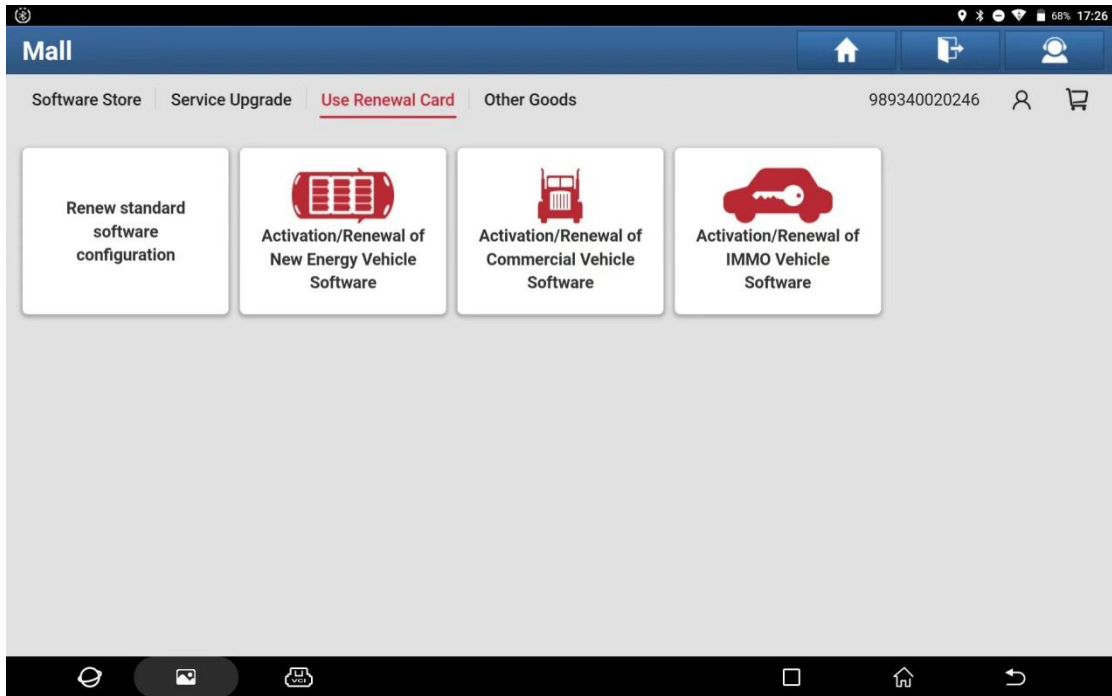 68% 17:26
Mall
Software Store Service Upgrade Use Renewal Card Other Goods 989340020246
Renew standard
software
configuration
Activation/Renewal of
New Energy Vehicle
Software
Activation/Renewal of
Commercial Vehicle
Software
Activation/Renewal of
IMMO Vehicle
Software
VCI